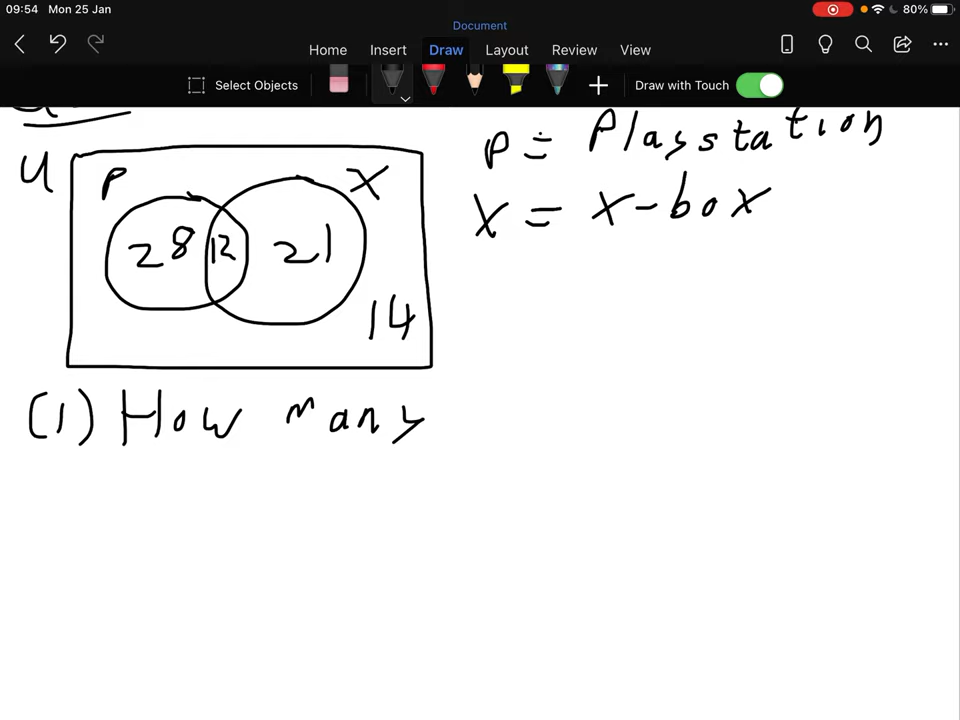 09:54 Mon 25 Jan
80%
Document
Home Insert Draw Layout Review View
Select Objects
Draw with Touch
P = Playstation
U
P
X
X = X-box
28 12 21
14
(1) How many